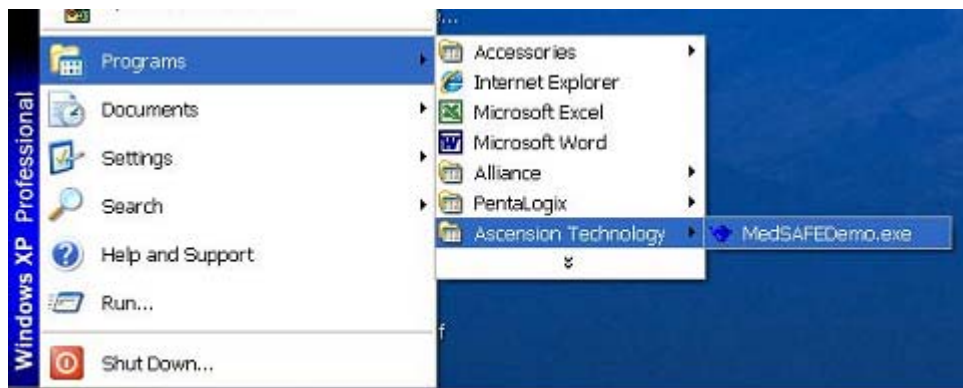 Windows XP Professional
Programs
Documents
Settings
Search
Help and Support
Run...
Shut Down...
Accessories
Internet Explorer
Microsoft Excel
Microsoft Word
Alliance
PentaLogix
Ascension Technology
MedSAFEDemo.exe